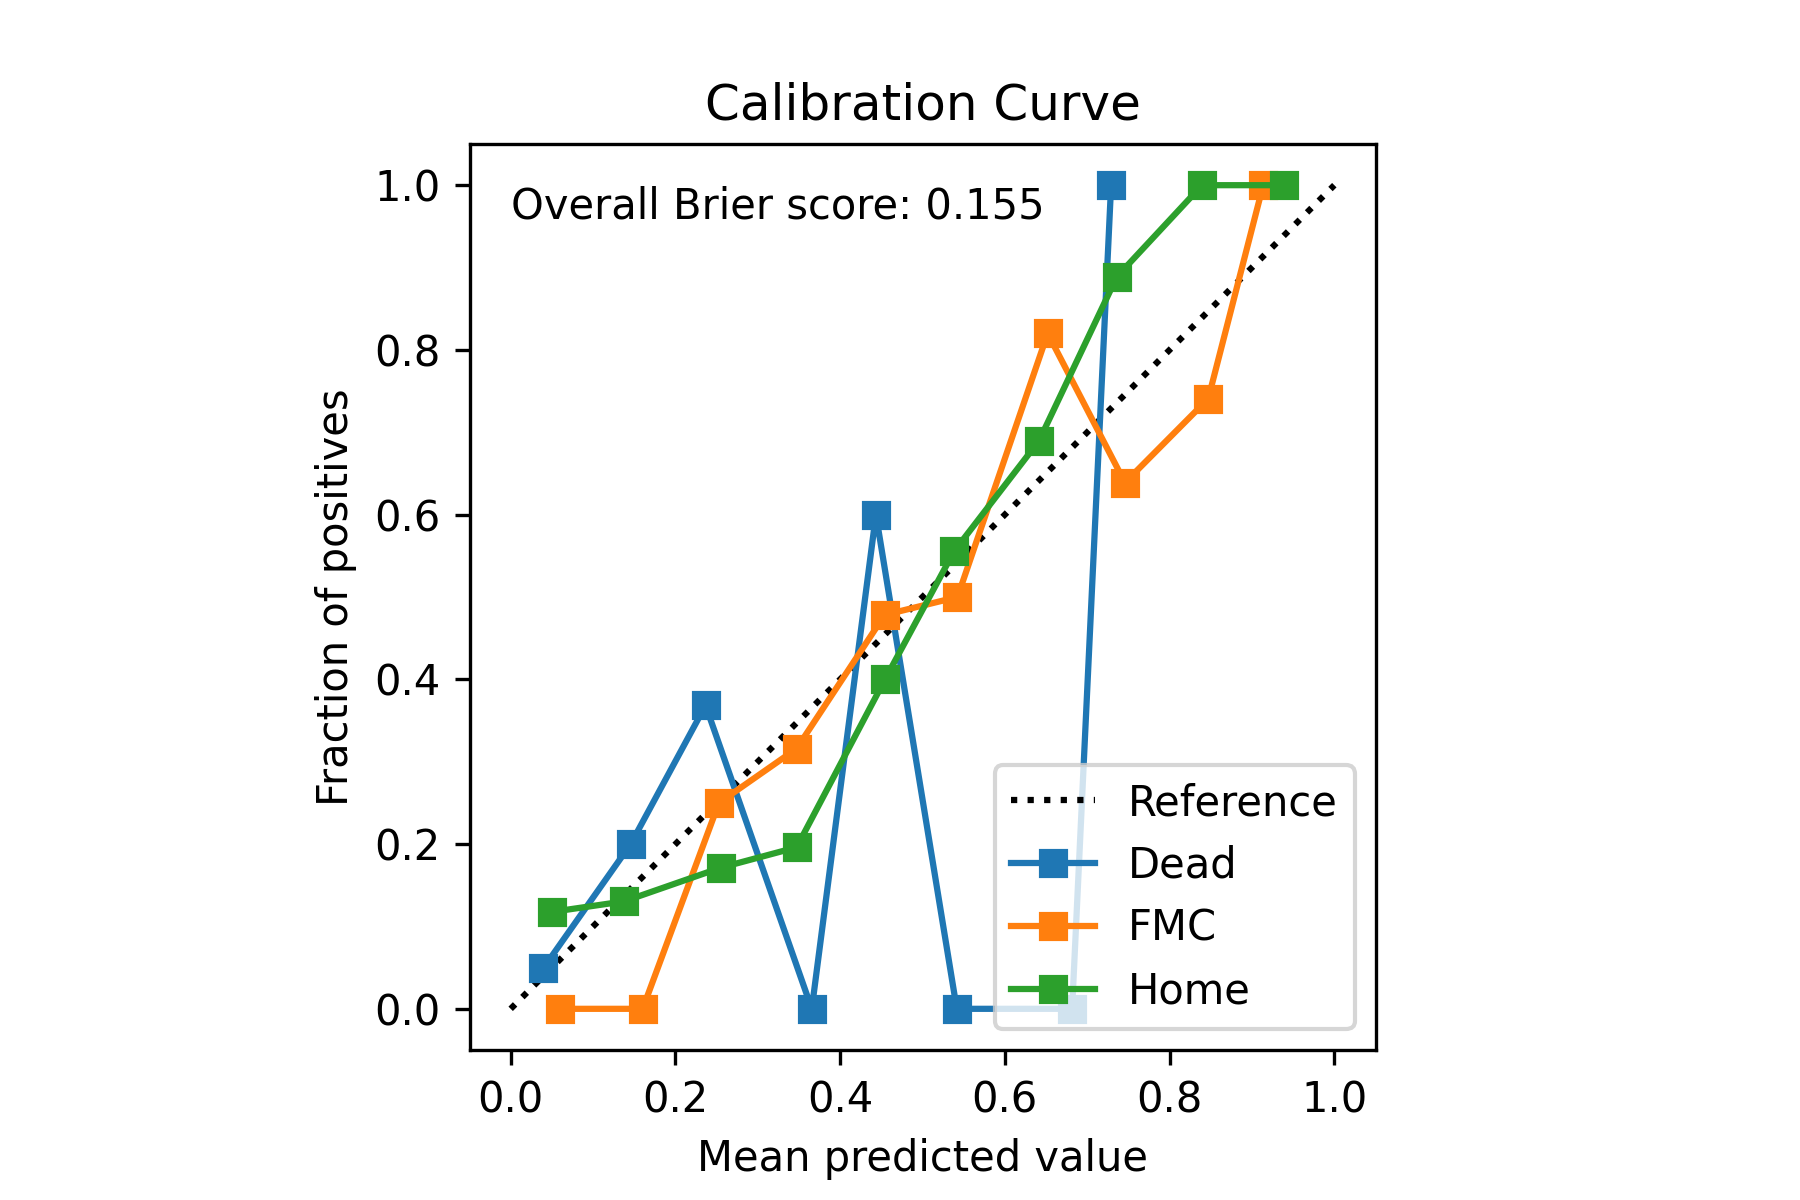 Calibration Curve
Overall Brier score: 0.155
Fraction of positives
1.0
0.8
0.6
0.4
0.2
0.0
Reference
Dead
FMC
Home
0.0 0.2 0.4 0.6 0.8 1.0
Mean predicted value